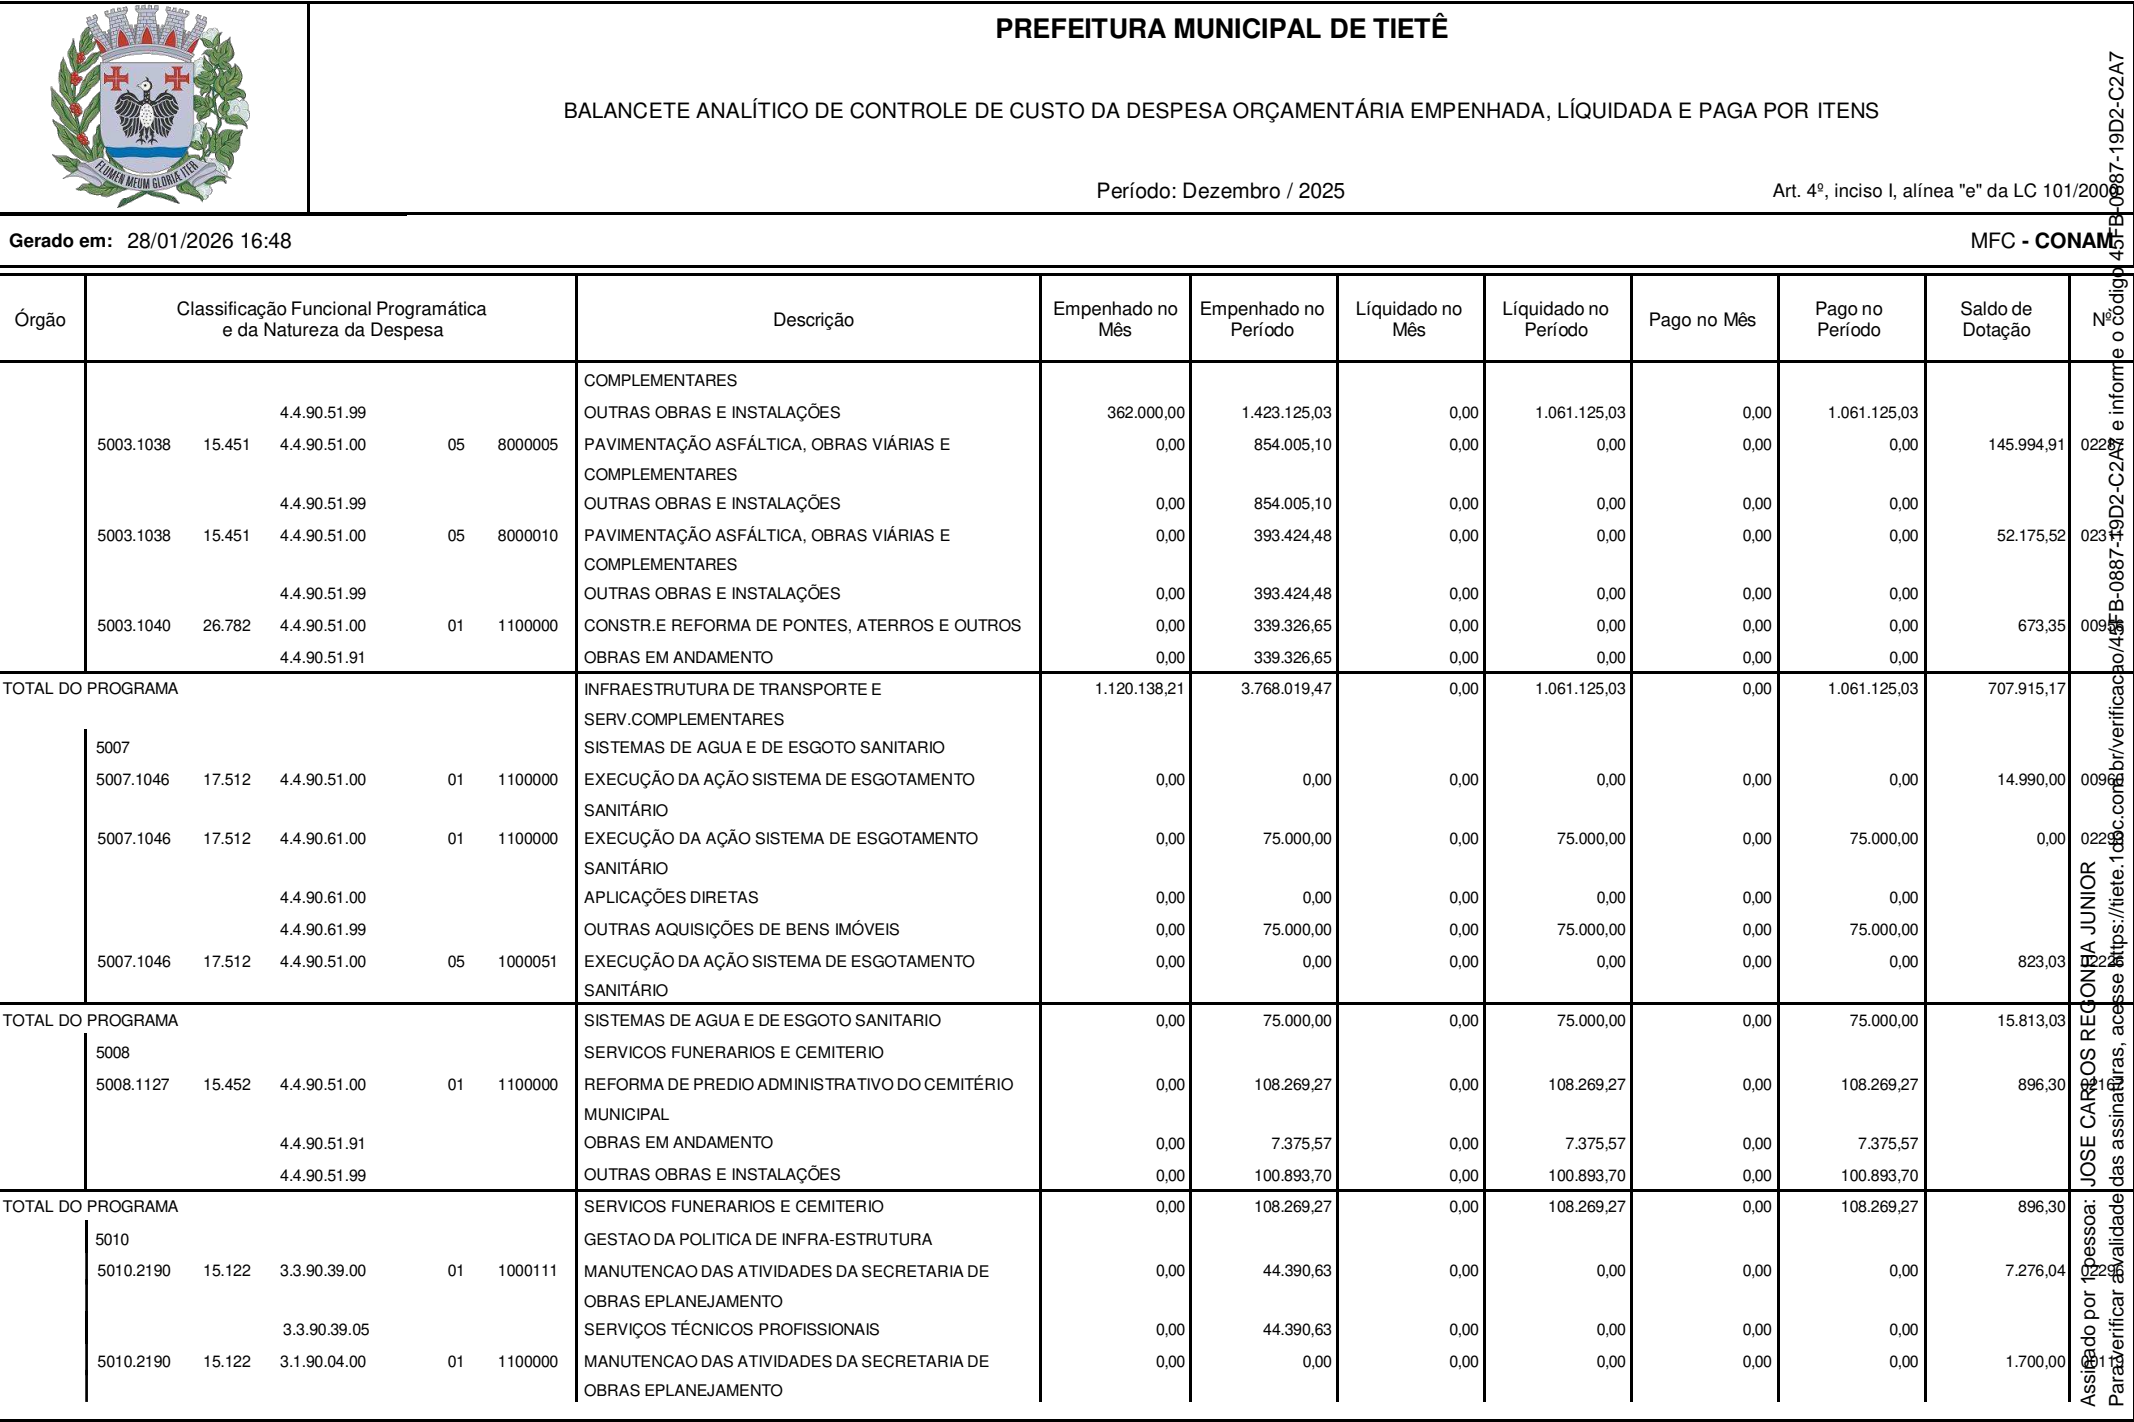 PREFEITURA MUNICIPAL DE TIETÊ
BALANCETE ANALÍTICO DE CONTROLE DE CUSTO DA DESPESA ORÇAMENTÁRIA EMPENHADA, LÍQUIDADA E PAGA POR ITENS
Período: Dezembro / 2025 Art. 4º, inciso I, alínea "e" da LC 101/2000
FLUMEN MEUM GLORIÆ ITER
Gerado em: 28/01/2026 16:48 MFC - CONAM
Órgão Classificação Funcional Programática e da Natureza da Despesa Descrição Empenhado no Mês Empenhado no Período Líquidado no Mês Líquidado no Período Pago no Mês Pago no Período Saldo de Dotação Nº
COMPLEMENTARES
4.4.90.51.99 OUTRAS OBRAS E INSTALAÇÕES 362.000,00 1.423.125,03 0,00 1.061.125,03 0,00 1.061.125,03
5003.1038 15.451 4.4.90.51.00 05 8000005 PAVIMENTAÇÃO ASFÁLTICA, OBRAS VIÁRIAS E 0,00 854.005,10 0,00 0,00 0,00 0,00 145.994,91 02287
COMPLEMENTARES
4.4.90.51.99 OUTRAS OBRAS E INSTALAÇÕES 0,00 854.005,10 0,00 0,00 0,00 0,00
5003.1038 15.451 4.4.90.51.00 05 8000010 PAVIMENTAÇÃO ASFÁLTICA, OBRAS VIÁRIAS E 0,00 393.424,48 0,00 0,00 0,00 0,00 52.175,52
COMPLEMENTARES
4.4.90.51.99 OUTRAS OBRAS E INSTALAÇÕES 0,00 393.424,48 0,00 0,00 0,00 0,00
5003.1040 26.782 4.4.90.51.00 01 1100000 CONSTR.E REFORMA DE PONTES, ATERROS E OUTROS 0,00 339.326,65 0,00 0,00 0,00 0,00 673,35
4.4.90.51.91 OBRAS EM ANDAMENTO 0,00 339.326,65 0,00 0,00 0,00 0,00
TOTAL DO PROGRAMA INFRAESTRUTURA DE TRANSPORTE E 1.120.138,21 3.768.019,47 0,00 1.061.125,03 0,00 1.061.125,03 707.915,17
SERV.COMPLEMENTARES
5007 SISTEMAS DE AGUA E DE ESGOTO SANITARIO
5007.1046 17.512 4.4.90.51.00 01 1100000 EXECUÇÃO DA AÇÃO SISTEMA DE ESGOTAMENTO 0,00 0,00 0,00 0,00 0,00 0,00 14.990,00
SANITÁRIO
5007.1046 17.512 4.4.90.61.00 01 1100000 EXECUÇÃO DA AÇÃO SISTEMA DE ESGOTAMENTO 0,00 75.000,00 0,00 75.000,00 0,00 75.000,00 0,00
SANITÁRIO
4.4.90.61.00 APLICAÇÕES DIRETAS 0,00 0,00 0,00 0,00 0,00 0,00
4.4.90.61.99 OUTRAS AQUISIÇÕES DE BENS IMÓVEIS 0,00 75.000,00 0,00 75.000,00 0,00 75.000,00
5007.1046 17.512 4.4.90.51.00 05 1000051 EXECUÇÃO DA AÇÃO SISTEMA DE ESGOTAMENTO 0,00 0,00 0,00 0,00 0,00 0,00 823,03
SANITÁRIO
TOTAL DO PROGRAMA SISTEMAS DE AGUA E DE ESGOTO SANITARIO 0,00 75.000,00 0,00 75.000,00 0,00 75.000,00 15.813,03
5008 SERVICOS FUNERARIOS E CEMITERIO
5008.1127 15.452 4.4.90.51.00 01 1100000 REFORMA DE PREDIO ADMINISTRATIVO DO CEMITÉRIO 0,00 108.269,27 0,00 108.269,27 0,00 108.269,27 896,30
MUNICIPAL
4.4.90.51.91 OBRAS EM ANDAMENTO 0,00 7.375,57 0,00 7.375,57 0,00 7.375,57
4.4.90.51.99 OUTRAS OBRAS E INSTALAÇÕES 0,00 100.893,70 0,00 100.893,70 0,00 100.893,70
TOTAL DO PROGRAMA SERVICOS FUNERARIOS E CEMITERIO 0,00 108.269,27 0,00 108.269,27 0,00 108.269,27 896,30
5010 GESTAO DA POLITICA DE INFRA-ESTRUTURA
5010.2190 15.122 3.3.90.39.00 01 1000111 MANUTENCAO DAS ATIVIDADES DA SECRETARIA DE 0,00 44.390,63 0,00 0,00 0,00 0,00 7.276,04
OBRAS EPLANEJAMENTO
3.3.90.39.05 SERVIÇOS TÉCNICOS PROFISSIONAIS 0,00 44.390,63 0,00 0,00 0,00 0,00
5010.2190 15.122 3.1.90.04.00 01 1100000 MANUTENCAO DAS ATIVIDADES DA SECRETARIA DE 0,00 0,00 0,00 0,00 0,00 0,00 1.700,00
OBRAS EPLANEJAMENTO
Assinado por 1 pessoa: JOSE CARLOS REGONHA JUNIOR
Para verificar a validade das assinaturas, acesse https://tiete.1doc.com.br/verificacao/45FB-0887-19D2-C2A7 e informe o código 45FB-0887-19D2-C2A7